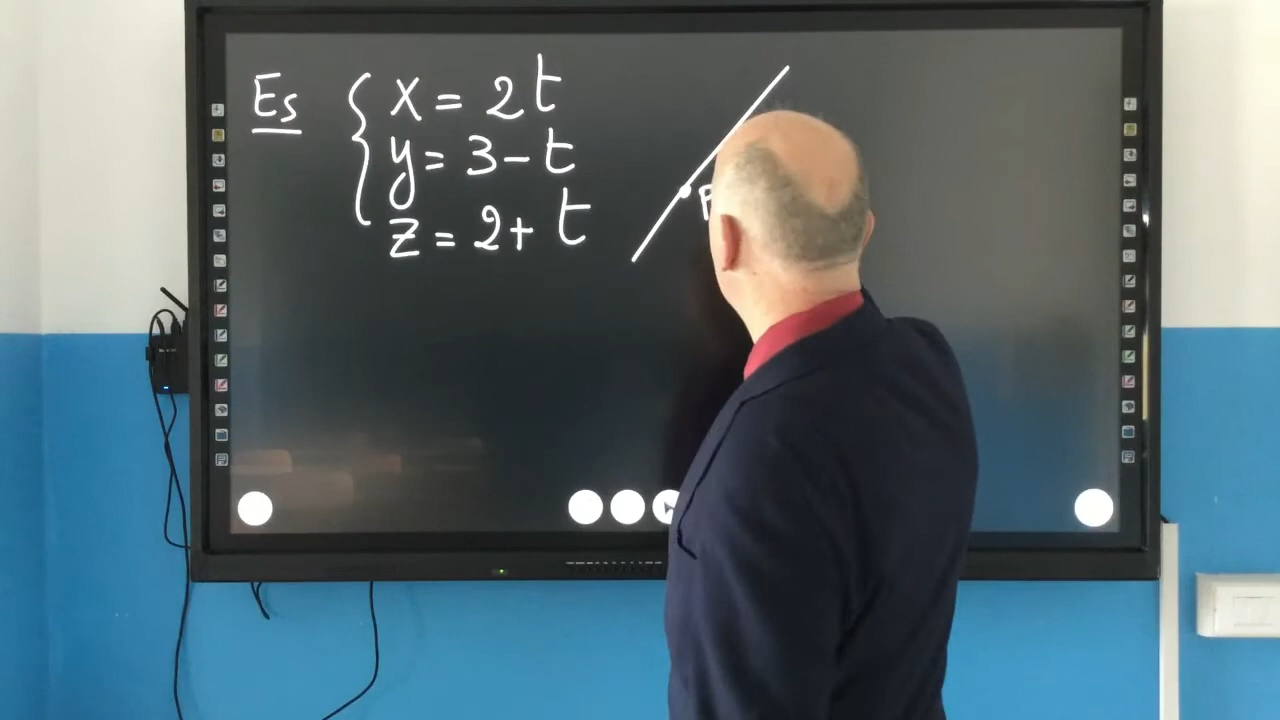 Es
x = 2t
y = 3 - t
z = 2 + t